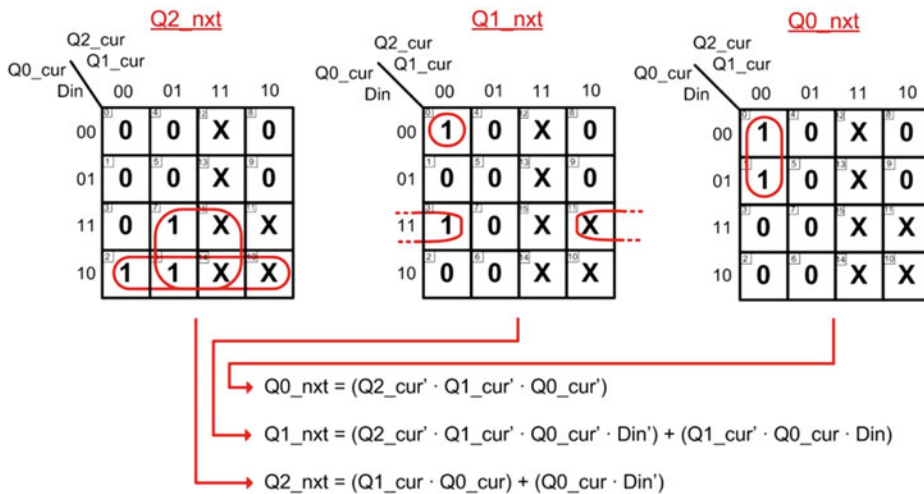 Q2_nxt Q1_nxt Q0_nxt
Q2_cur Q2_cur Q2_cur
Q1_cur Q1_cur Q1_cur
Q0_cur Q0_cur Q0_cur
Din 00 01 11 10 Din 00 01 11 10 Din 00 01 11 10
00 0 0 X 0 00 1 0 X 0 00 1 0 X 0
01 0 0 X 0 01 0 0 X 0 01 1 0 X 0
11 0 1 X X 11 1 0 X X 11 0 0 X X
10 1 1 X X 10 0 0 X X 10 0 0 X X
Q0_nxt = (Q2_cur' · Q1_cur' · Q0_cur')
Q1_nxt = (Q2_cur' · Q1_cur' · Q0_cur' · Din') + (Q1_cur' · Q0_cur · Din)
Q2_nxt = (Q1_cur · Q0_cur) + (Q0_cur · Din')